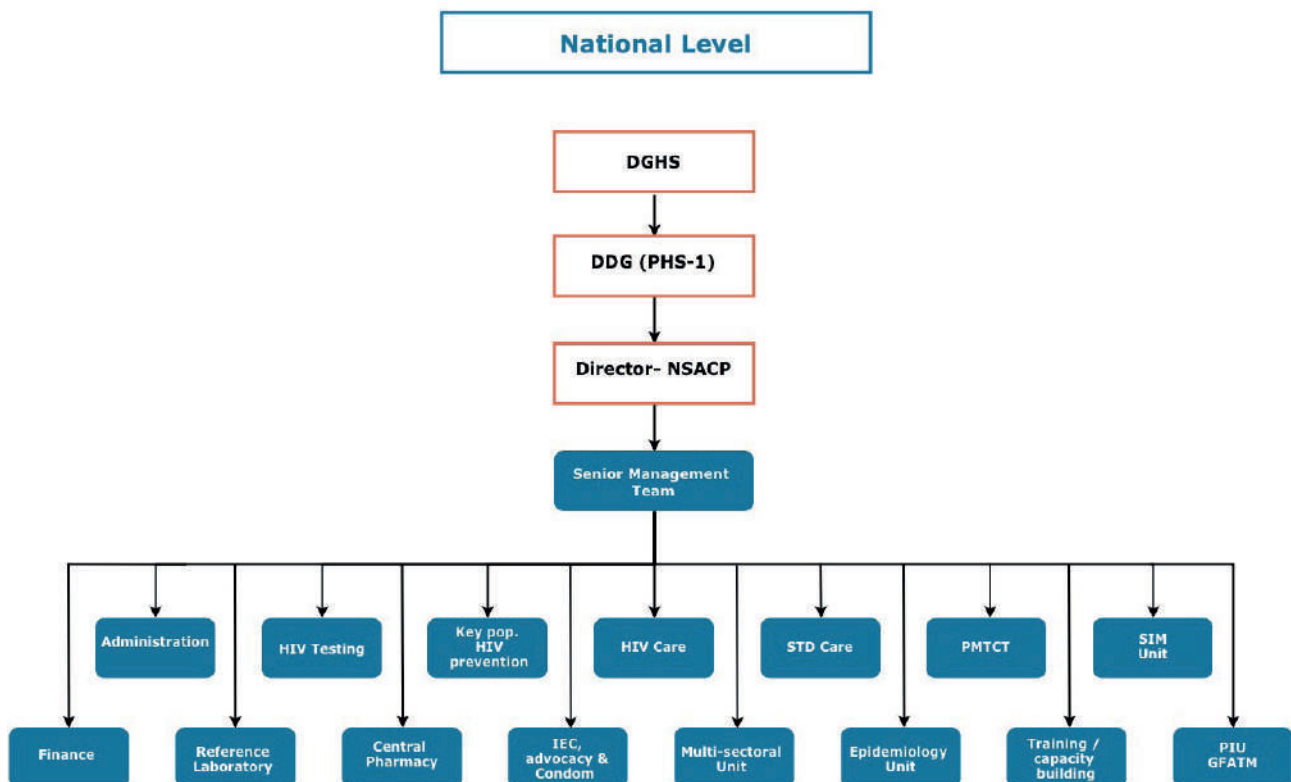 National Level
DGHS
DDG (PHS-1)
Director- NSACP
Senior Management
Team
Administration
HIV Testing
Key pop.
HIV
prevention
HIV Care
STD Care
PMTCT
SIM
Unit
Finance
Reference
Laboratory
Central
Pharmacy
IEC,
advocacy &
Condom
Multi-sectoral
Unit
Epidemiology
Unit
Training /
capacity
building
PIU
GFATM